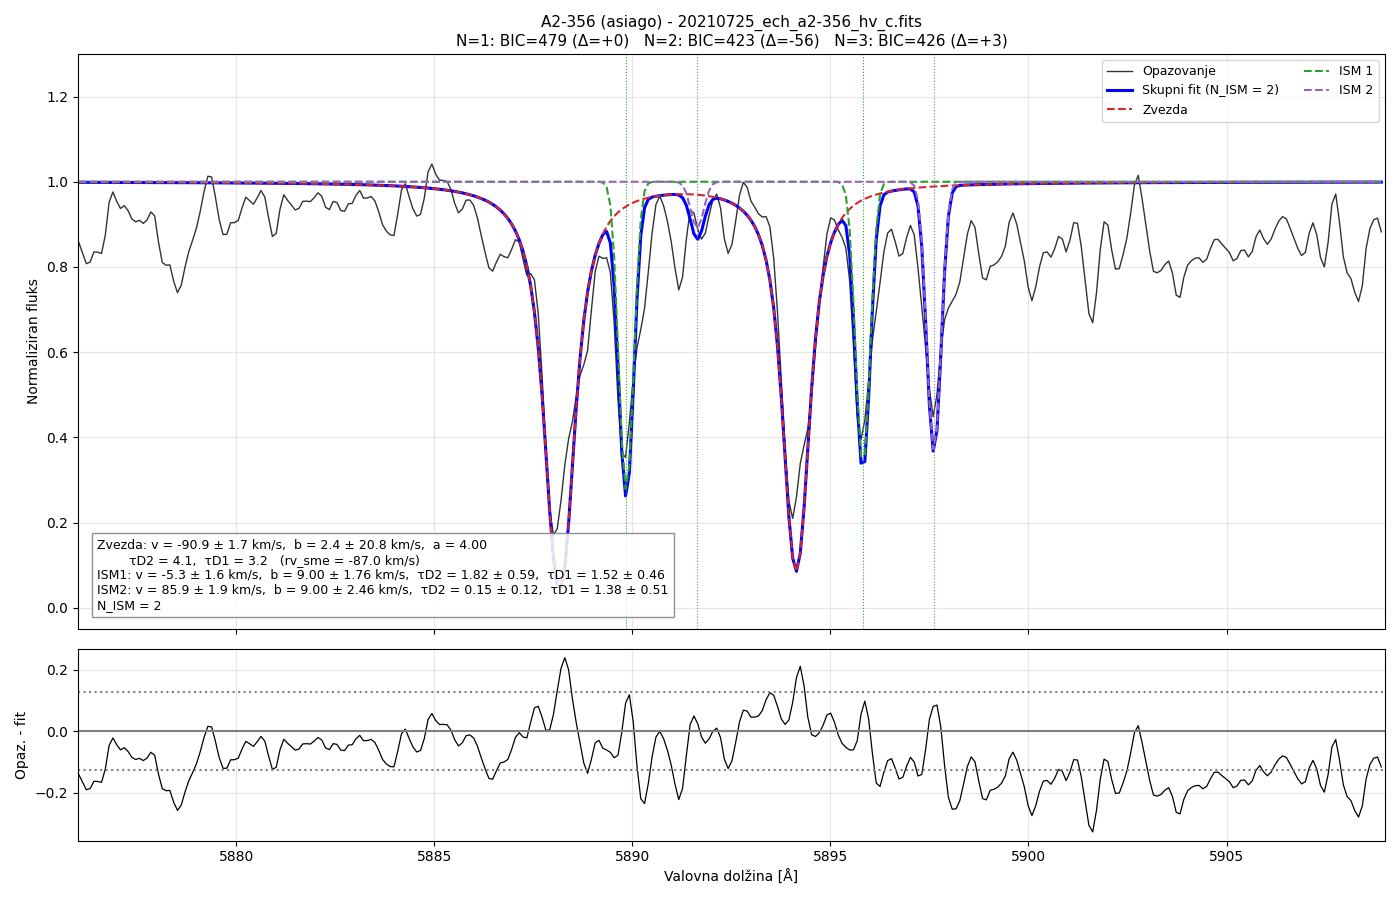 A2-356 (asiago) - 20210725_ech_a2-356_hv_c.fits
N=1: BIC=479 (Δ=+0)   N=2: BIC=423 (Δ=-56)   N=3: BIC=426 (Δ=+3)
Opazovanje
Skupni fit (N_ISM = 2)
Zvezda
ISM 1
ISM 2
Normaliziran fluks
1.2
1.0
0.8
0.6
0.4
0.2
0.0
Zvezda: v = -90.9 ± 1.7 km/s,  b = 2.4 ± 20.8 km/s,  a = 4.00
τD2 = 4.1,  τD1 = 3.2   (rv_sme = -87.0 km/s)
ISM1: v = -5.3 ± 1.6 km/s,  b = 9.00 ± 1.76 km/s,  τD2 = 1.82 ± 0.59,  τD1 = 1.52 ± 0.46
ISM2: v = 85.9 ± 1.9 km/s,  b = 9.00 ± 2.46 km/s,  τD2 = 0.15 ± 0.12,  τD1 = 1.38 ± 0.51
N_ISM = 2
Opaz. - fit
0.2
0.0
−0.2
5880
5885
5890
5895
5900
5905
Valovna dolžina [Å]